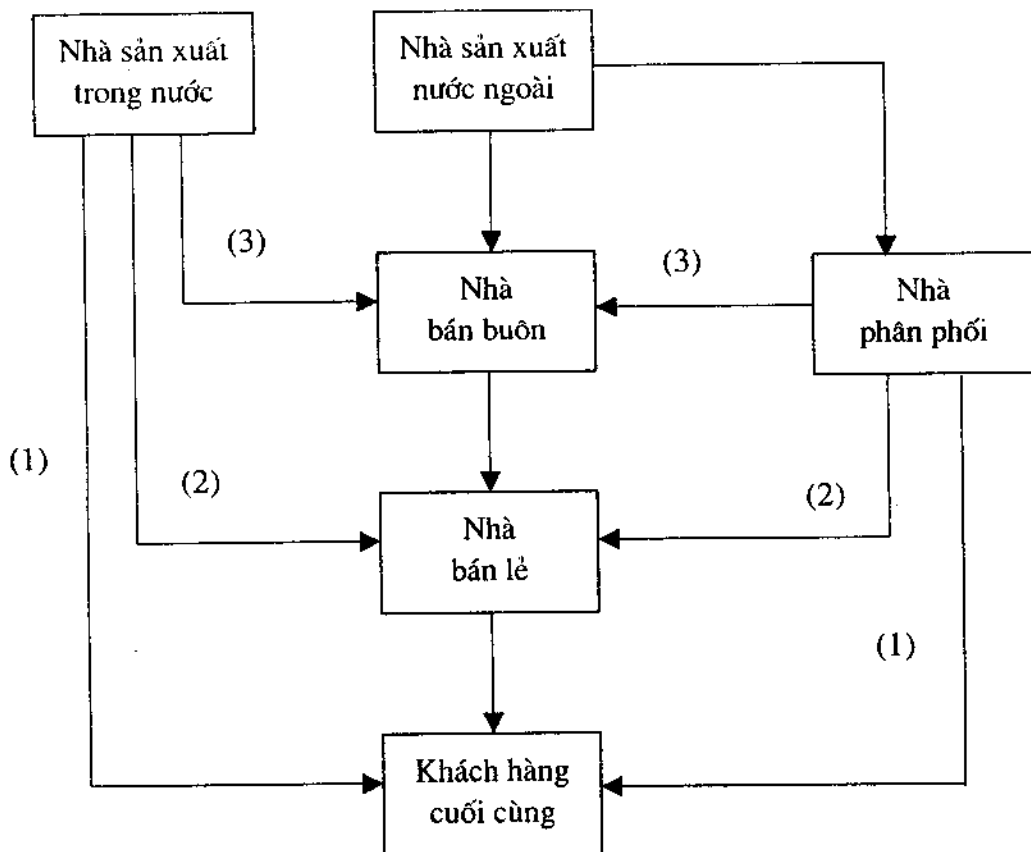 Nhà sản xuất
trong nước
Nhà sản xuất
nước ngoài
(3)
(3)
Nhà
bán buôn
Nhà
phân phối
(1)
(2)
(2)
Nhà
bán lẻ
(1)
Khách hàng
cuối cùng